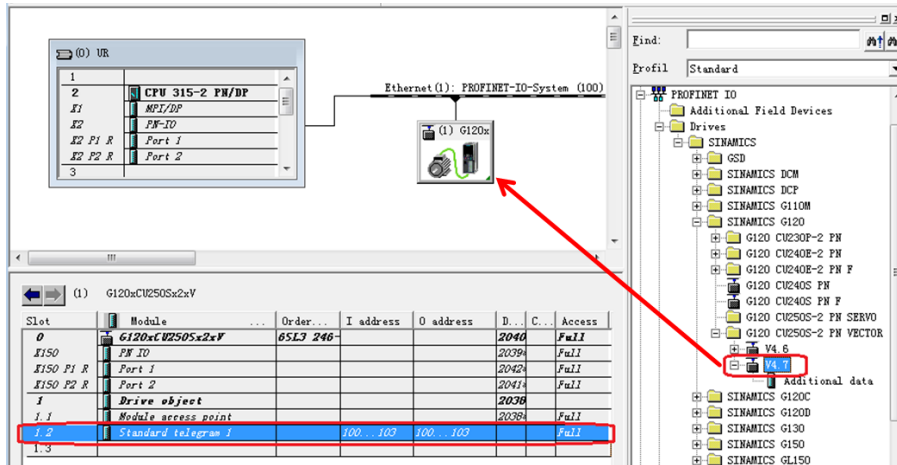 (0) UR
1
2 CPU 315-2 PN/DP
X1 MPI/DP
X2 PN-IO
X2 P1 R Port 1
X2 P2 R Port 2
3
Ethernet(1): PROFINET-IO-System (100)
(1) G120x
Find:
Profil Standard
PROFINET IO
Additional Field Devices
Drives
SINAMICS
GSD
SINAMICS DCM
SINAMICS DCP
SINAMICS G110M
SINAMICS G120
G120 CU230P-2 PN
G120 CU240E-2 PN
G120 CU240E-2 PN F
G120 CU240S PN
G120 CU240S PN F
G120 CU250S-2 PN SERVO
G120 CU250S-2 PN VECTOR
V4.6
V4.7
Additional data
SINAMICS G120C
SINAMICS G120D
SINAMICS G130
SINAMICS G150
SINAMICS GL150
(1) G120xCU250Sx2xV
Slot Module ... Order... I address O address D... C... Access
0 G120xCU250Sx2xV 6SL3 246- 2040 Full
X150 PN IO 2039* Full
X150 P1 R Port 1 2042* Full
X150 P2 R Port 2 2041* Full
1 Drive object 2038
1.1 Module access point 2038* Full
1.2 Standard telegram 1 100...103 100...103 Full
1.3